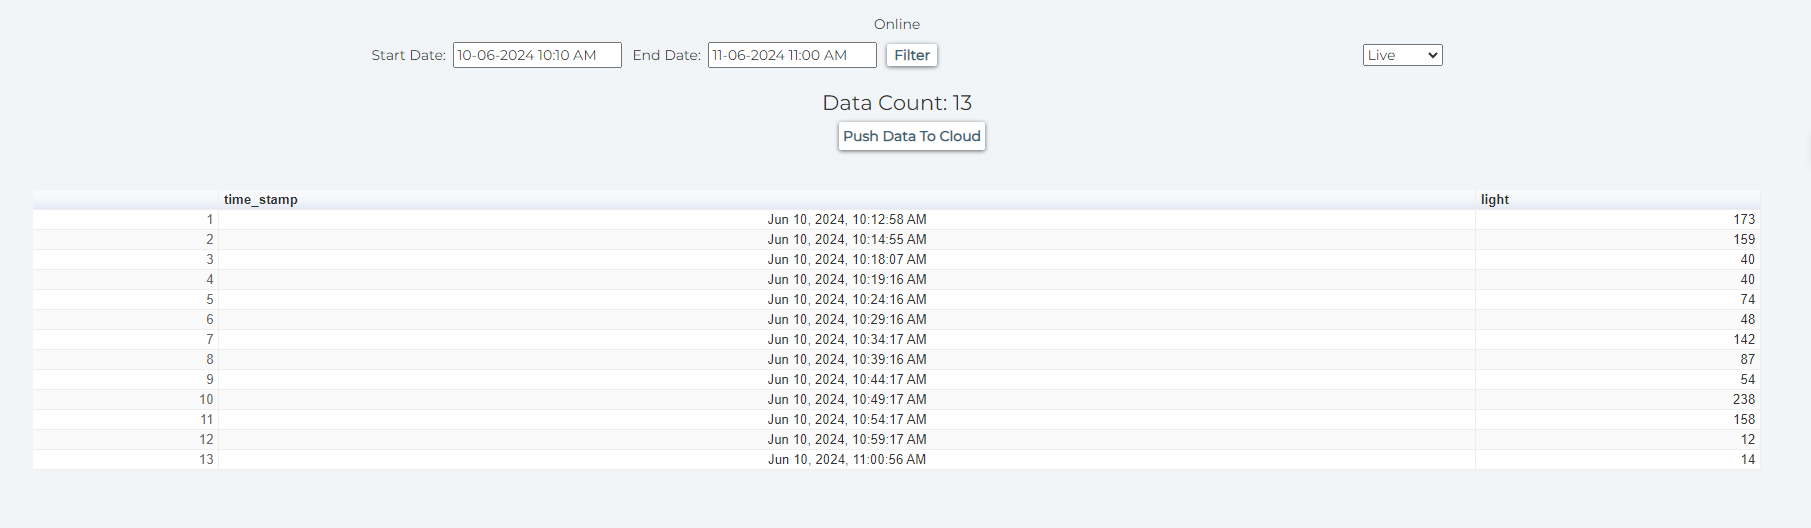 Online
Start Date: 10-06-2024 10:10 AM End Date: 11-06-2024 11:00 AM Filter Live
Data Count: 13
Push Data To Cloud
time_stamp light
1 Jun 10, 2024, 10:12:58 AM 173
2 Jun 10, 2024, 10:14:55 AM 159
3 Jun 10, 2024, 10:18:07 AM 40
4 Jun 10, 2024, 10:19:16 AM 40
5 Jun 10, 2024, 10:24:16 AM 74
6 Jun 10, 2024, 10:29:16 AM 48
7 Jun 10, 2024, 10:34:17 AM 142
8 Jun 10, 2024, 10:39:16 AM 87
9 Jun 10, 2024, 10:44:17 AM 54
10 Jun 10, 2024, 10:49:17 AM 238
11 Jun 10, 2024, 10:54:17 AM 158
12 Jun 10, 2024, 10:59:17 AM 12
13 Jun 10, 2024, 11:00:56 AM 14